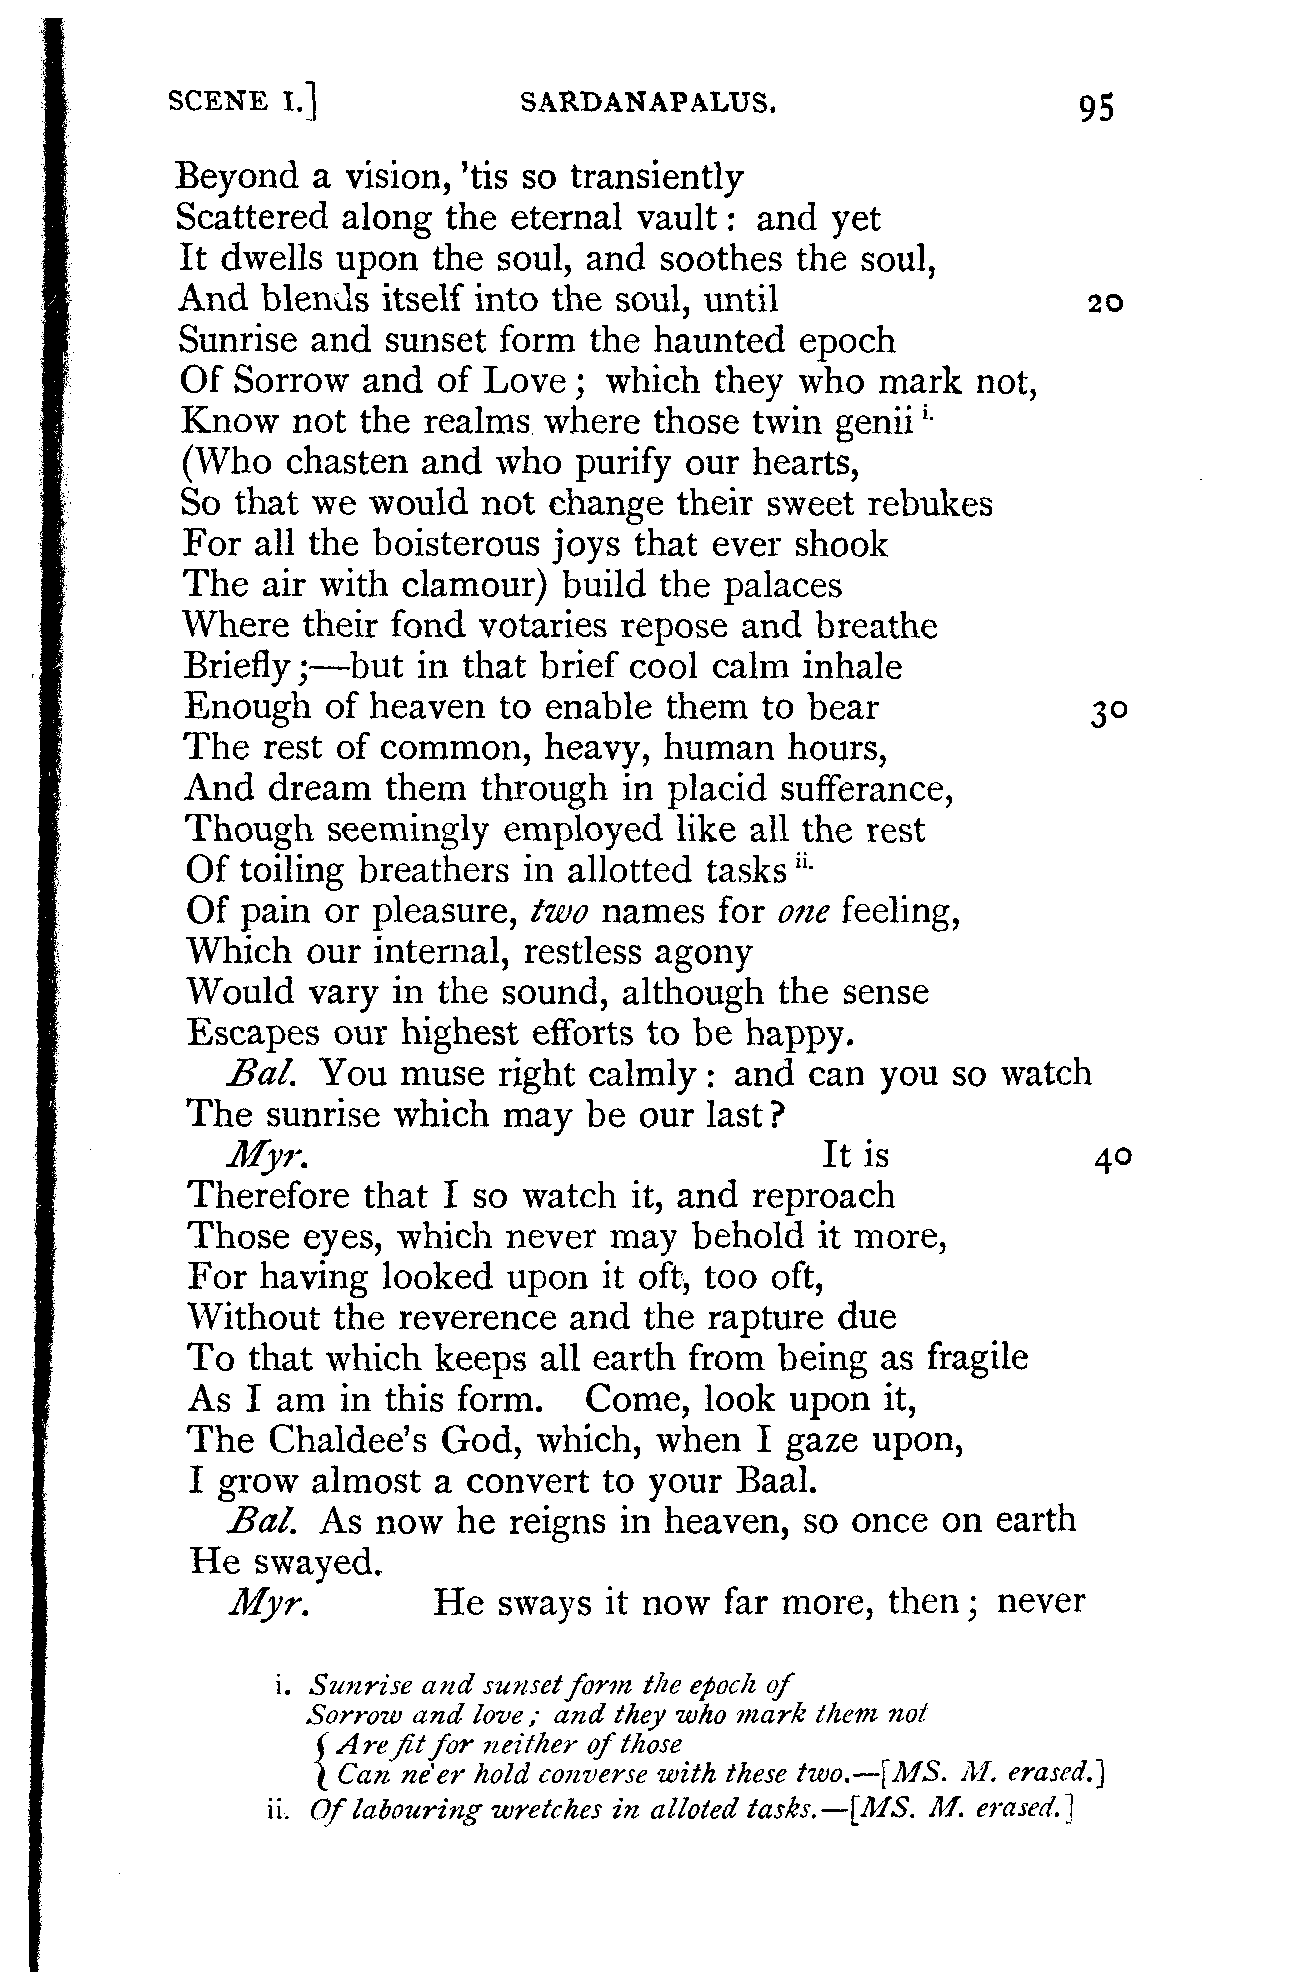 SCENE I.] SARDANAPALUS. 95
Beyond a vision, 'tis so transiently
Scattered along the eternal vault: and yet
It dwells upon the soul, and soothes the soul,
And blends itself into the soul, until 20
Sunrise and sunset form the haunted epoch
Of Sorrow and of Love; which they who mark not,
Know not the realms where those twin genii i.
(Who chasten and who purify our hearts,
So that we would not change their sweet rebukes
For all the boisterous joys that ever shook
The air with clamour) build the palaces
Where their fond votaries repose and breathe
Briefly;—but in that brief cool calm inhale
Enough of heaven to enable them to bear 30
The rest of common, heavy, human hours,
And dream them through in placid sufferance,
Though seemingly employed like all the rest
Of toiling breathers in allotted tasks ii.
Of pain or pleasure, two names for one feeling,
Which our internal, restless agony
Would vary in the sound, although the sense
Escapes our highest efforts to be happy.
Bal. You muse right calmly: and can you so watch
The sunrise which may be our last?
Myr. It is 40
Therefore that I so watch it, and reproach
Those eyes, which never may behold it more,
For having looked upon it oft, too oft,
Without the reverence and the rapture due
To that which keeps all earth from being as fragile
As I am in this form. Come, look upon it,
The Chaldee's God, which, when I gaze upon,
I grow almost a convert to your Baal.
Bal. As now he reigns in heaven, so once on earth
He swayed.
Myr. He sways it now far more, then; never
i. Sunrise and sunset form the epoch of
Sorrow and love; and they who mark them not
{ Are fit for neither of those
Can ne'er hold converse with these two.—[MS. M. erased.]
ii. Of labouring wretches in alloted tasks.—[MS. M. erased.]